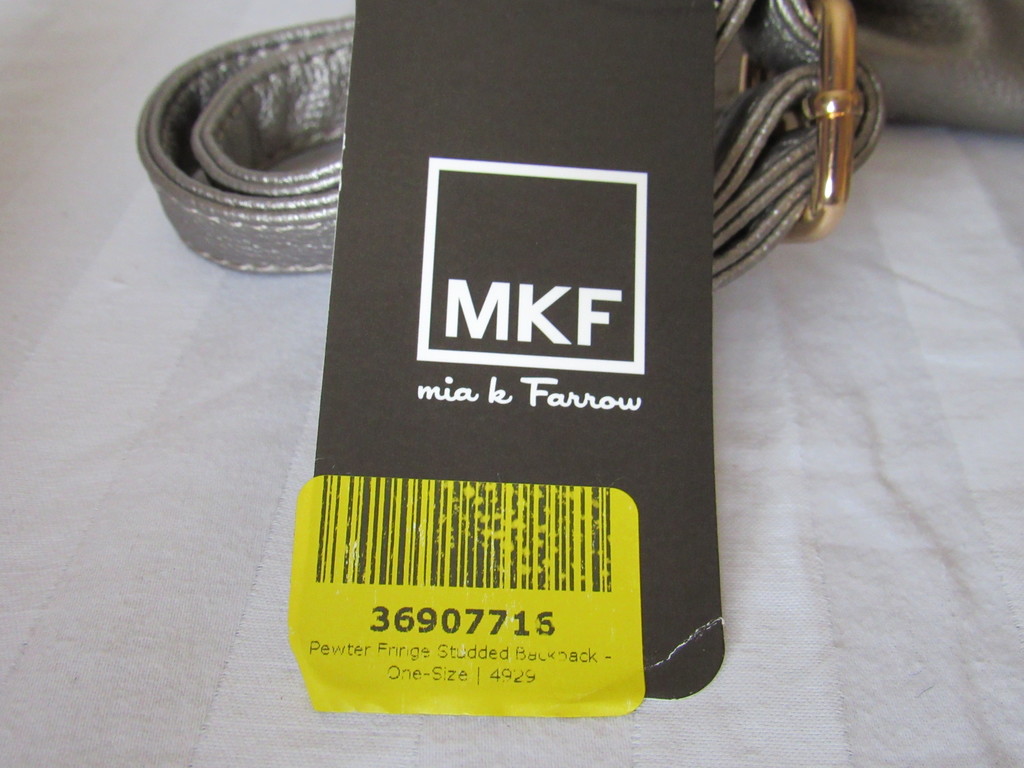 MKF
mia k Farrow
36907716
Pewter Fringe Studded Backpack -
One-Size | 4929